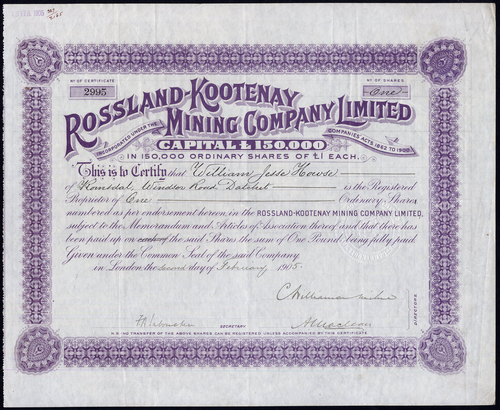 No OF CERTIFICATE
2995
No OF SHARES
One
ROSSLAND-KOOTENAY
MINING COMPANY LIMITED
INCORPORATED UNDER THE COMPANIES' ACTS 1862 TO 1900
CAPITAL £150,000
IN 150,000 ORDINARY SHARES OF £1 EACH.
This is to Certify that William Jesse Howse
of Windsor Road Datchet is the Registered
Proprietor of One Ordinary Shares
numbered as per endorsement hereon in the ROSSLAND-KOOTENAY MINING COMPANY LIMITED,
subject to the Memorandum and Articles of Association thereof and that there has
been paid up on the said Shares the sum of One Pound being fully paid
Given under the Common Seal of the said Company
in London the second day of February 1905
DIRECTORS
SECRETARY
N.B. NO TRANSFER OF THE ABOVE SHARES CAN BE REGISTERED UNLESS ACCOMPANIED BY THIS CERTIFICATE